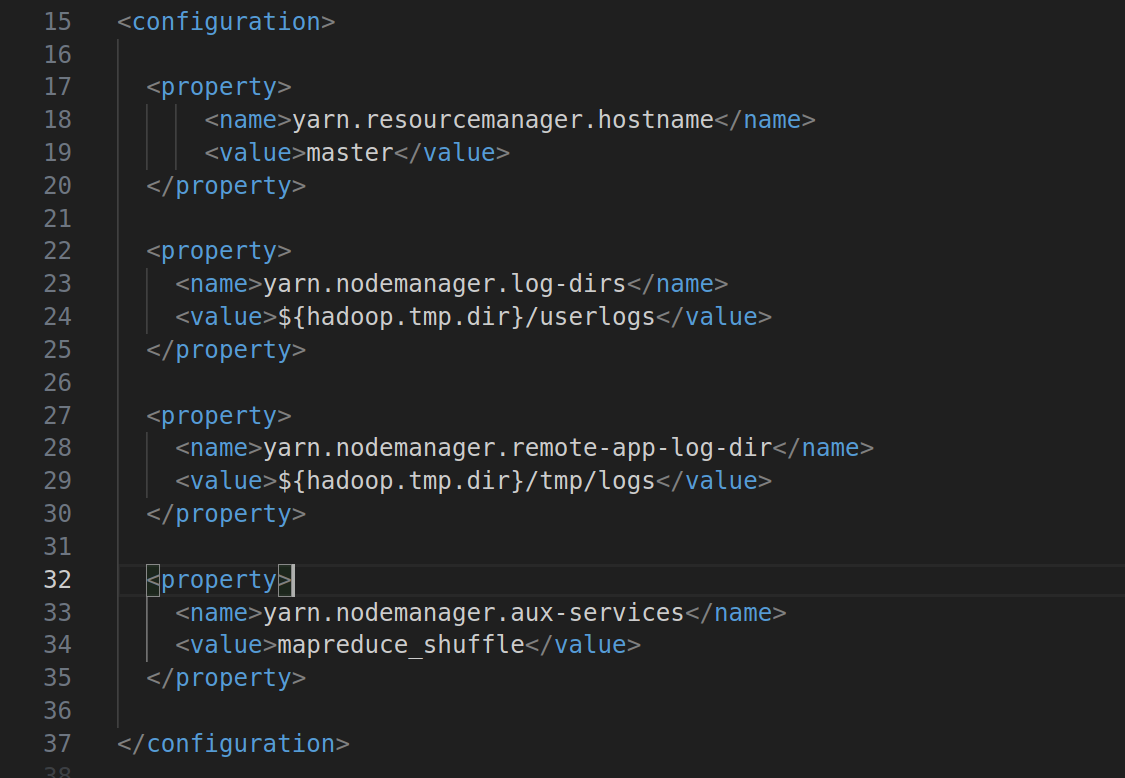 15 <configuration>
16
17 <property>
18 <name>yarn.resourcemanager.hostname</name>
19 <value>master</value>
20 </property>
21
22 <property>
23 <name>yarn.nodemanager.log-dirs</name>
24 <value>${hadoop.tmp.dir}/userlogs</value>
25 </property>
26
27 <property>
28 <name>yarn.nodemanager.remote-app-log-dir</name>
29 <value>${hadoop.tmp.dir}/tmp/logs</value>
30 </property>
31
32 <property>
33 <name>yarn.nodemanager.aux-services</name>
34 <value>mapreduce_shuffle</value>
35 </property>
36
37 </configuration>
38